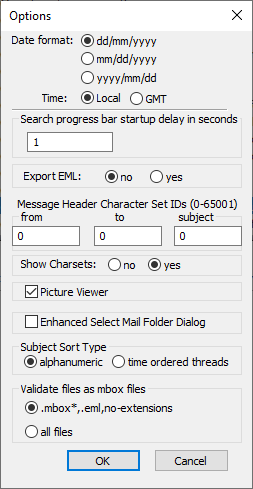 Options
Date format: dd/mm/yyyy
mm/dd/yyyy
yyyy/mm/dd
Time: Local GMT
Search progress bar startup delay in seconds
1
Export EML: no yes
Message Header Character Set IDs (0-65001)
from to subject
0 0 0
Show Charsets: no yes
Picture Viewer
Enhanced Select Mail Folder Dialog
Subject Sort Type
alphanumeric time ordered threads
Validate files as mbox files
.mbox*,.eml,no-extensions
all files
OK Cancel